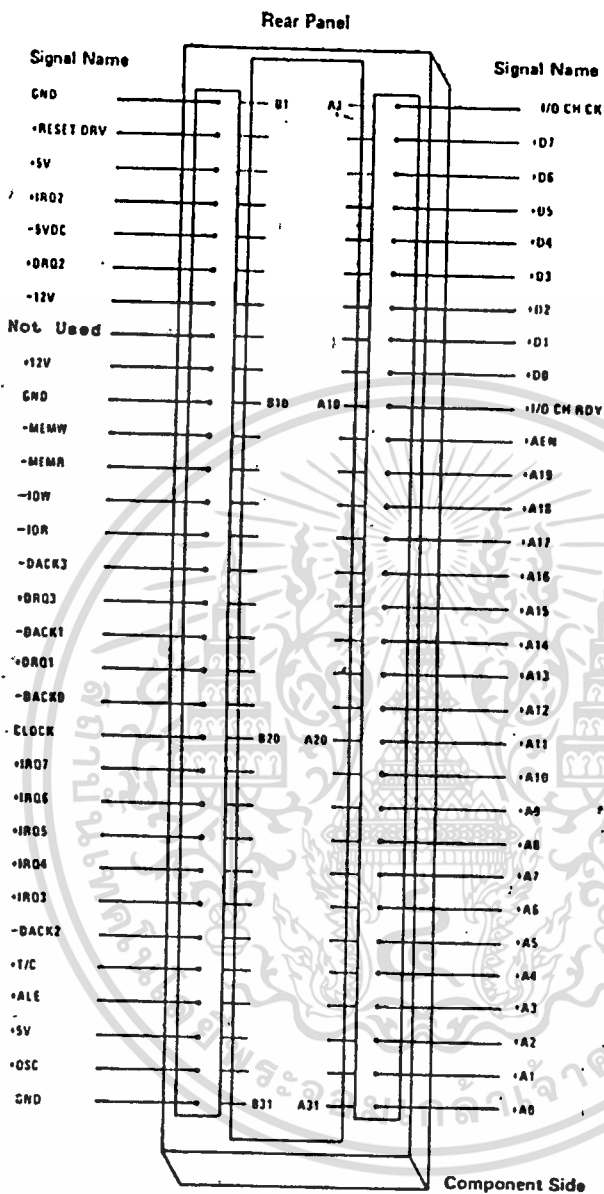 Rear Panel
Signal Name Signal Name
GND B1 A1 I/O CH CK
+RESET DRV +D7
+5V +D6
+IRQ2 +D5
-5VDC +D4
+DRQ2 +D3
-12V +D2
Not Used +D1
+12V +D0
GND B10 A10 +I/O CH RDY
-MEMW +AEN
-MEMR +A19
-IOW +A18
-IOR +A17
-DACK3 +A16
+DRQ3 +A15
-DACK1 +A14
+DRQ1 +A13
-DACK0 +A12
CLOCK B20 A20 +A11
+IRQ7 +A10
+IRQ6 +A9
+IRQ5 +A8
+IRQ4 +A7
+IRQ3 +A6
-DACK2 +A5
+T/C +A4
+ALE +A3
+5V +A2
+OSC +A1
GND B31 A31 +A0
Component Side